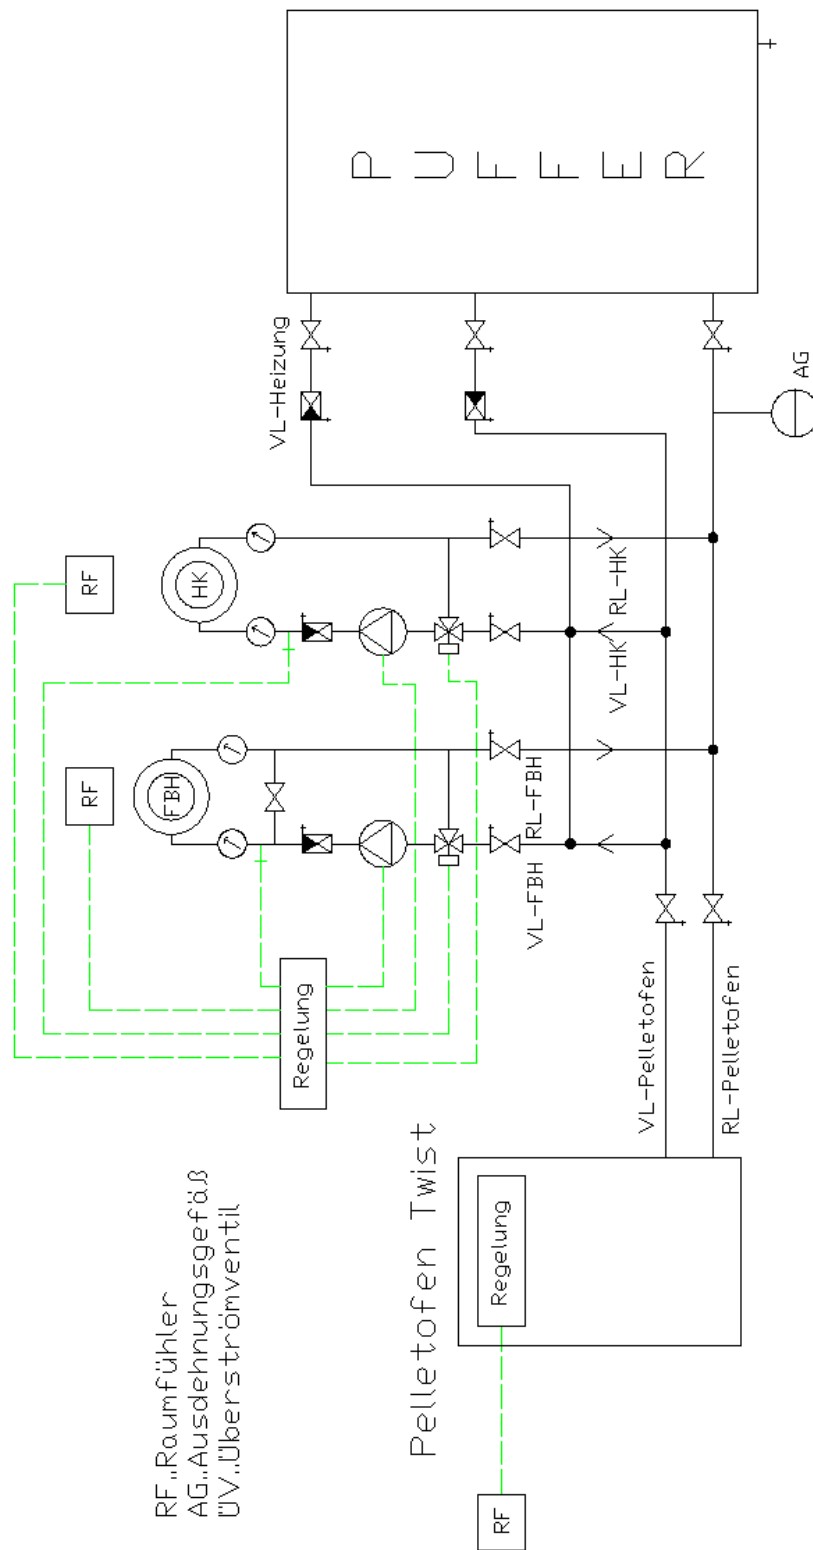 RF..Raumfühler
AG..Ausdehnungsgefäß
ÜV..Überströmventil
RF
RF
RF
FBH
HK
Regelung
VL-Heizung
PUFFER
VL-FBH
RL-FBH
VL-HK
RL-HK
Pelletofen Twist
Regelung
VL-Pelletofen
RL-Pelletofen
AG